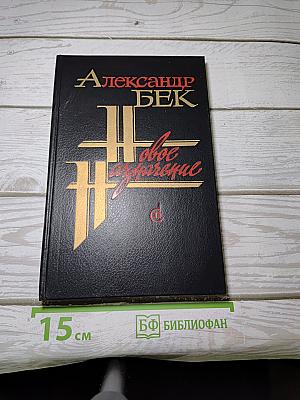 Александр
БЕК
Новое
Назначение
15 см
БФ БИБЛИОФАН